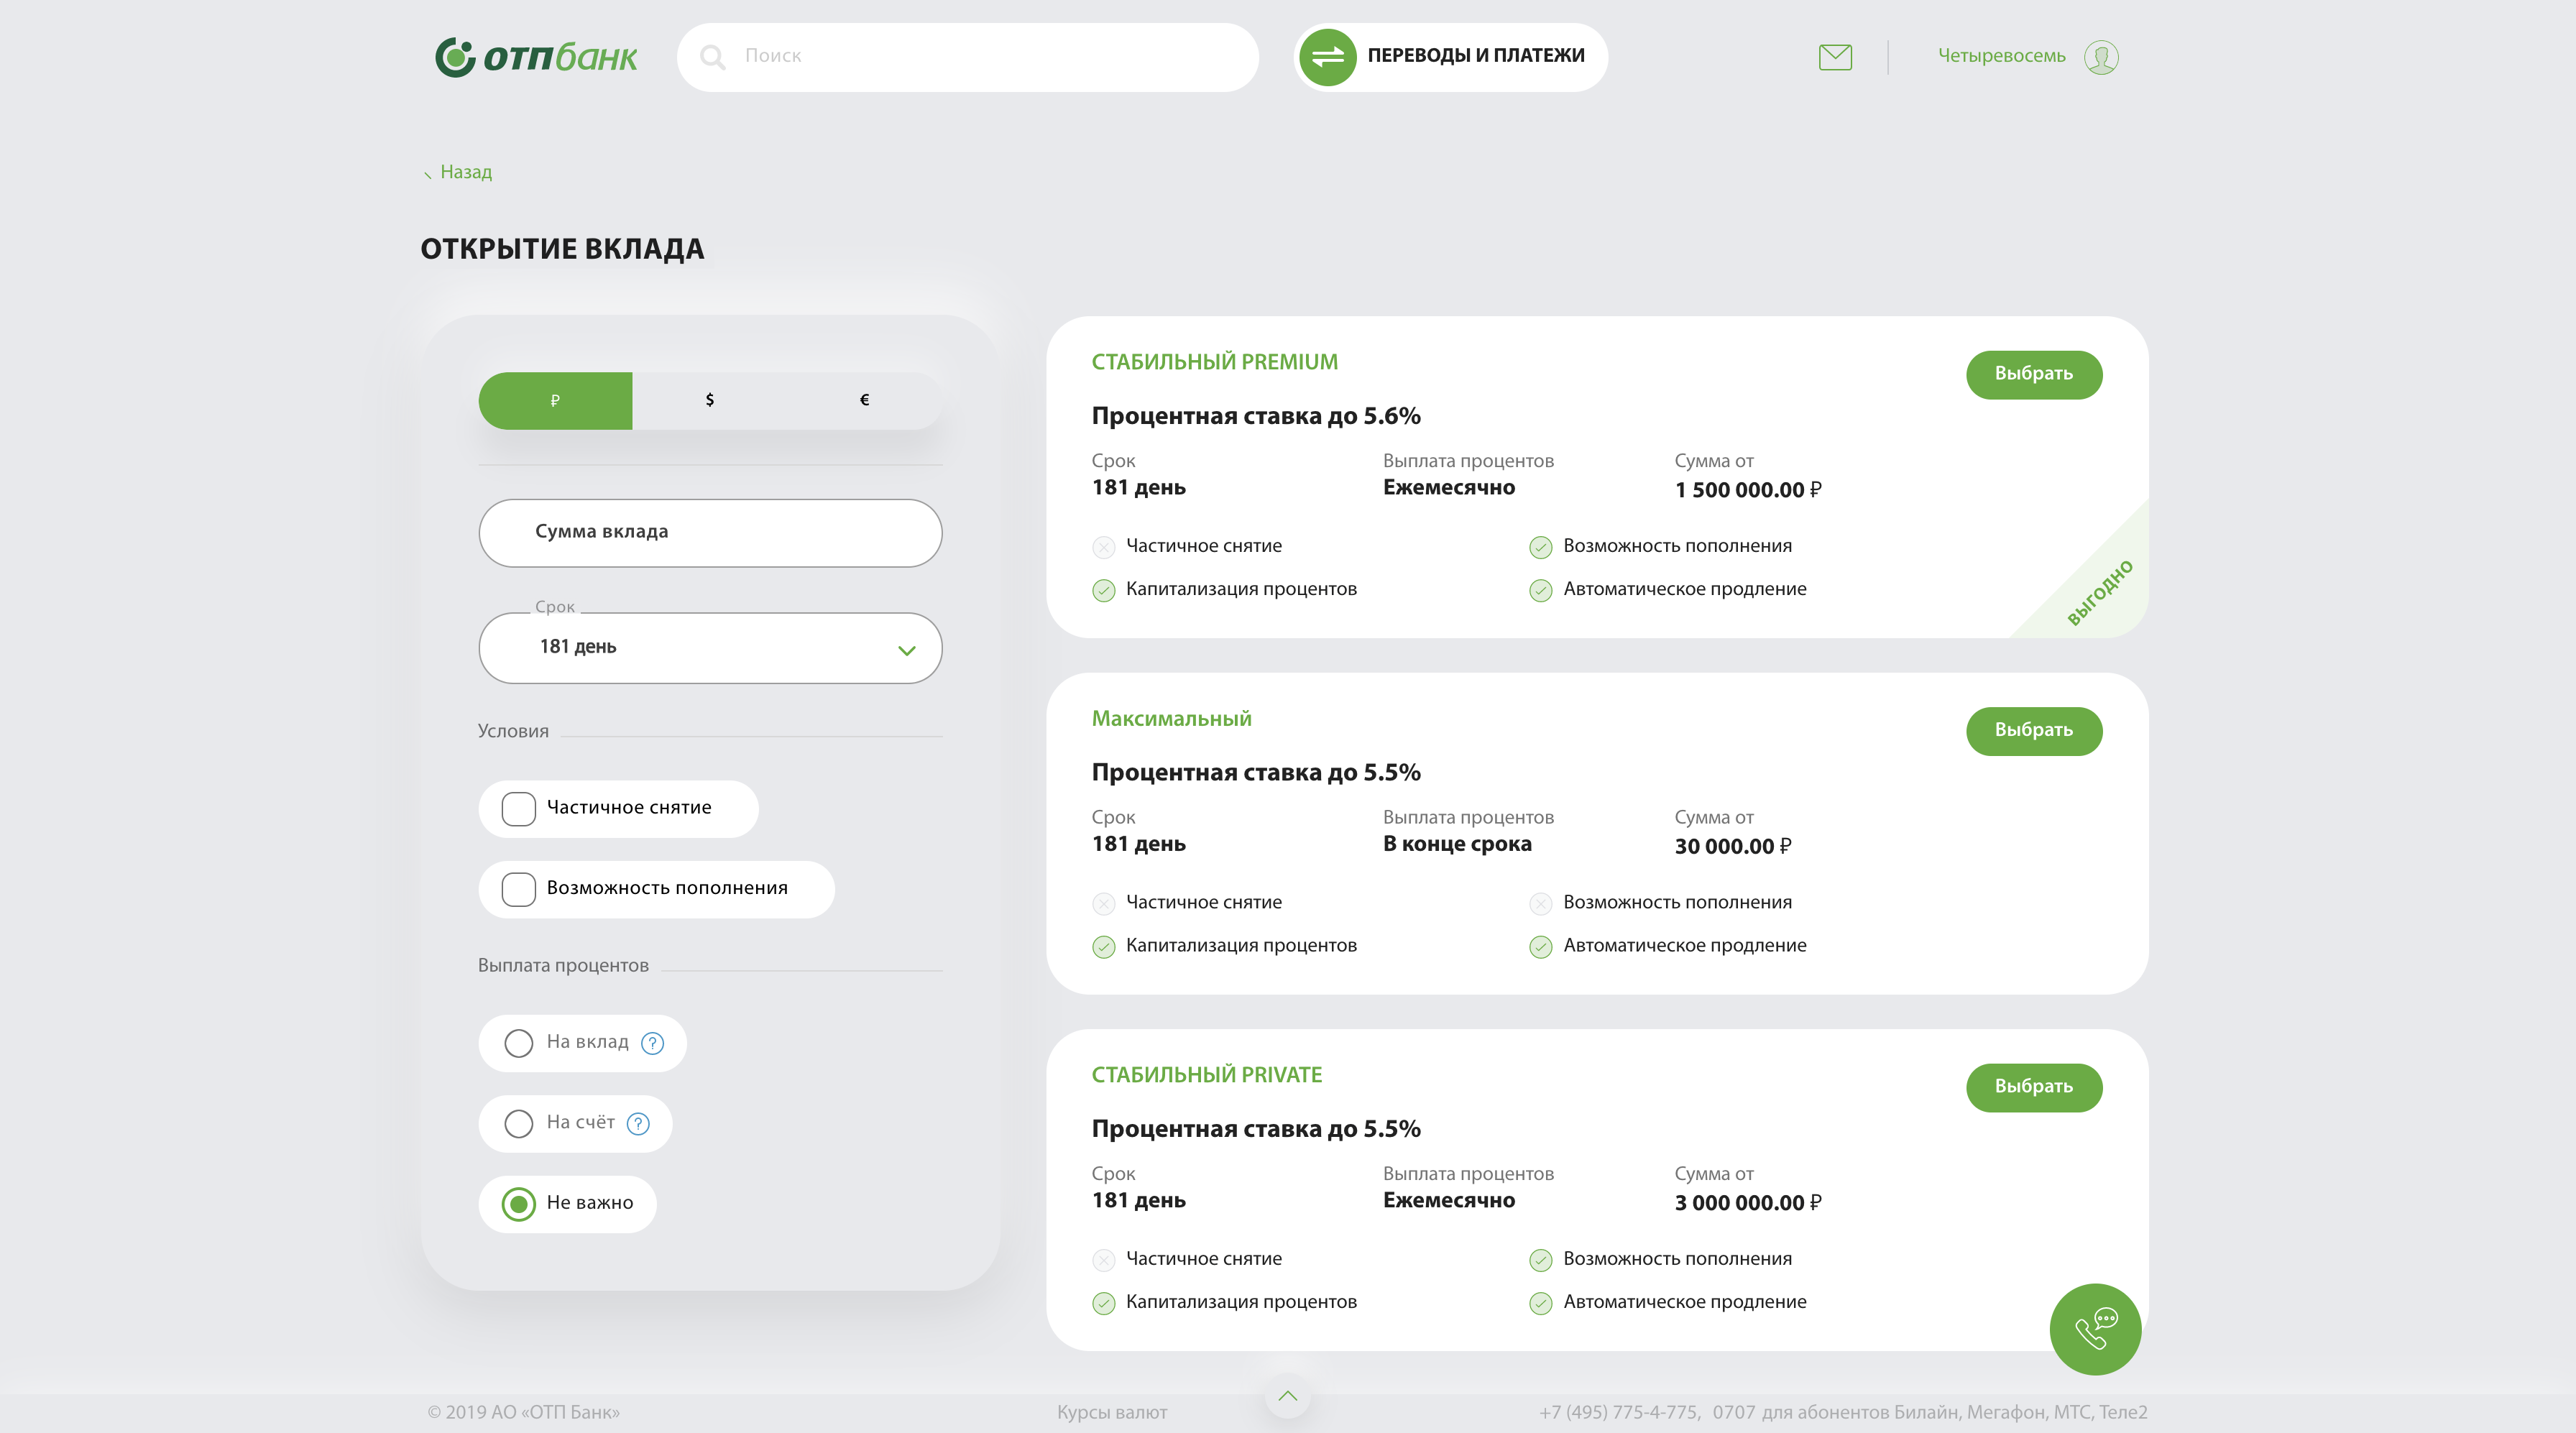 отпбанк
Поиск
ПЕРЕВОДЫ И ПЛАТЕЖИ
Четыревосемь
Назад
ОТКРЫТИЕ ВКЛАДА
₽ $ €
Сумма вклада
Срок
181 день
Условия
Частичное снятие
Возможность пополнения
Выплата процентов
На вклад ?
На счёт ?
Не важно
СТАБИЛЬНЫЙ PREMIUM
Выбрать
Процентная ставка до 5.6%
Срок Выплата процентов Сумма от
181 день Ежемесячно 1 500 000.00 ₽
Частичное снятие Возможность пополнения
Капитализация процентов Автоматическое продление
ВЫГОДНО
Максимальный
Выбрать
Процентная ставка до 5.5%
Срок Выплата процентов Сумма от
181 день В конце срока 30 000.00 ₽
Частичное снятие Возможность пополнения
Капитализация процентов Автоматическое продление
СТАБИЛЬНЫЙ PRIVATE
Выбрать
Процентная ставка до 5.5%
Срок Выплата процентов Сумма от
181 день Ежемесячно 3 000 000.00 ₽
Частичное снятие Возможность пополнения
Капитализация процентов Автоматическое продление
© 2019 АО «ОТП Банк» Курсы валют +7 (495) 775-4-775, 0707 для абонентов Билайн, Мегафон, МТС, Теле2